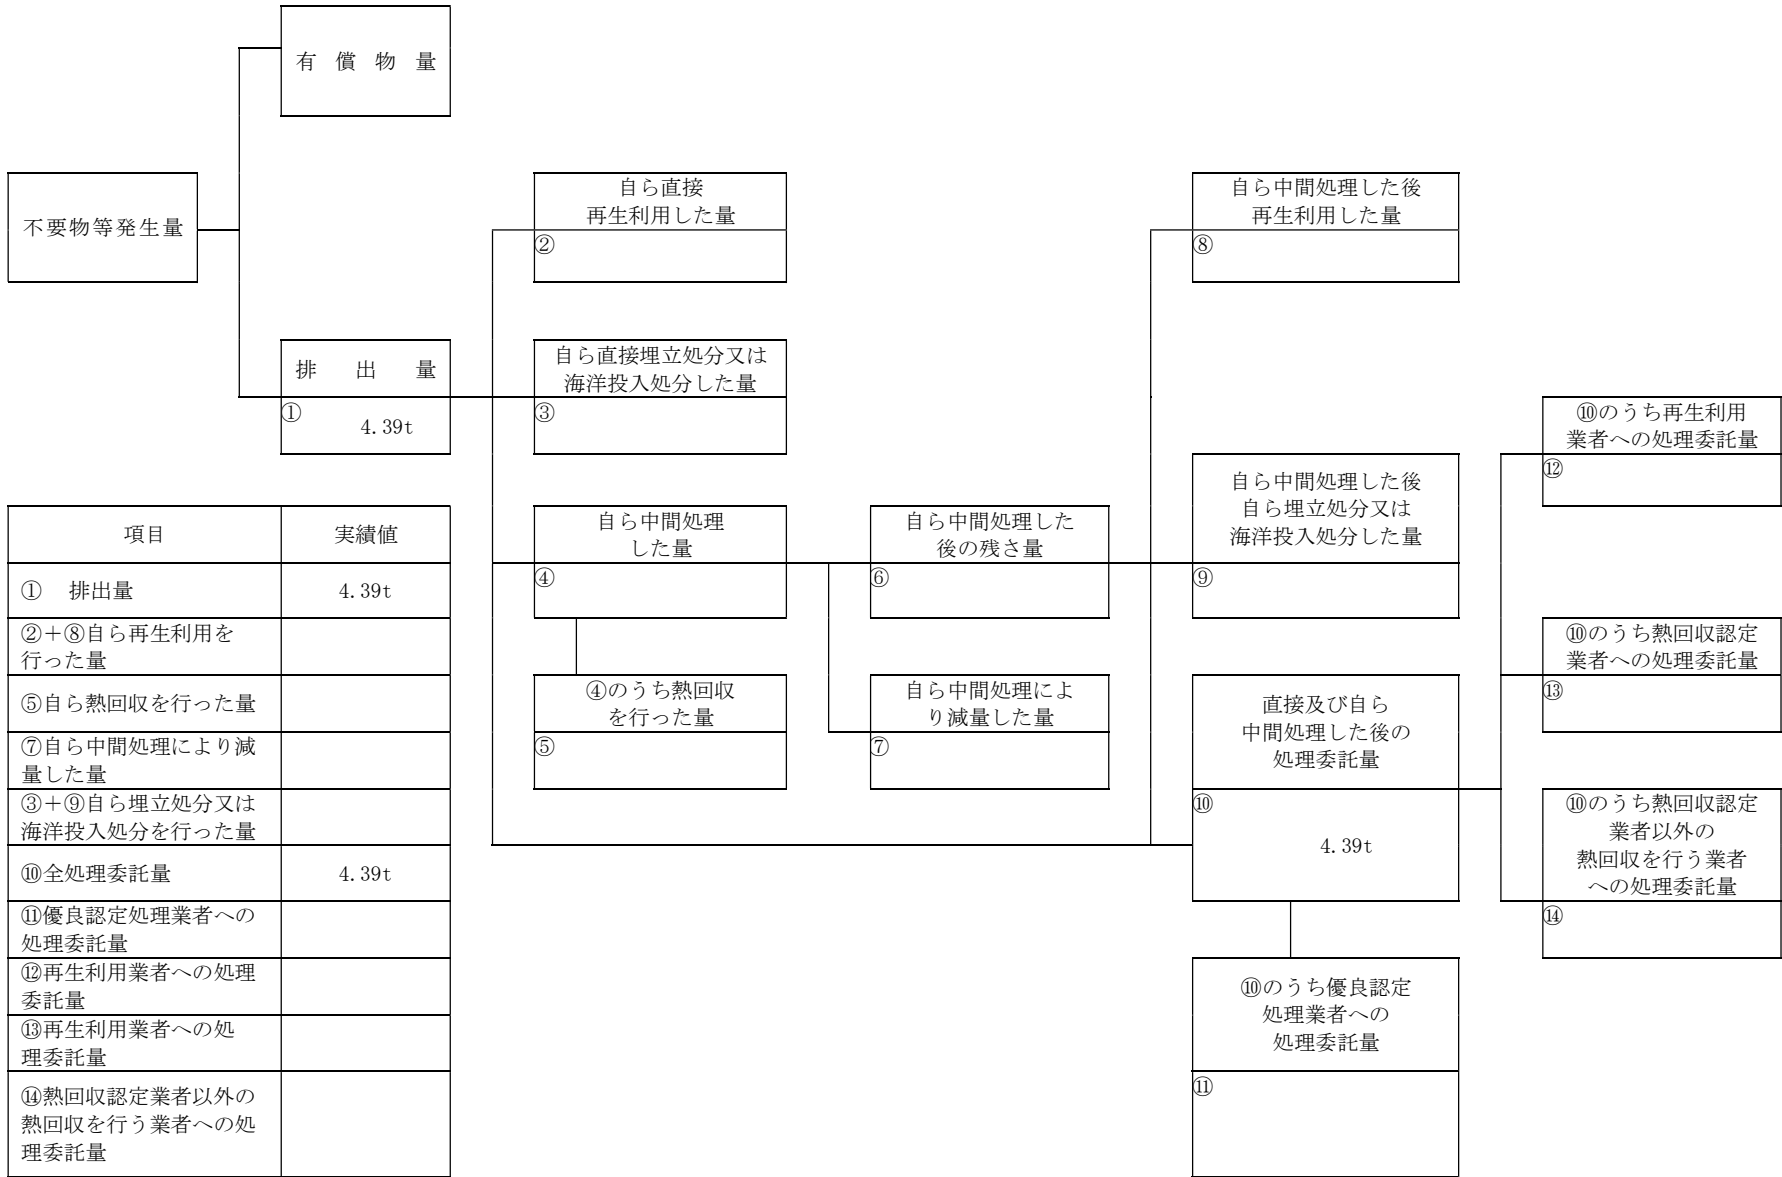 有償物量
不要物等発生量
自ら直接
再生利用した量
②
自ら中間処理した後
再生利用した量
⑧
排出量
① 4.39t
自ら直接埋立処分又は
海洋投入処分した量
③
⑩のうち再生利用
業者への処理委託量
⑫
自ら中間処理した後
自ら埋立処分又は
海洋投入処分した量
⑨
自ら中間処理
した量
④
自ら中間処理した
後の残さ量
⑥
⑩のうち熱回収認定
業者への処理委託量
⑬
④のうち熱回収
を行った量
⑤
自ら中間処理によ
り減量した量
⑦
直接及び自ら
中間処理した後の
処理委託量
⑩
4.39t
⑩のうち熱回収認定
業者以外の
熱回収を行う業者
への処理委託量
⑭
⑩のうち優良認定
処理業者への
処理委託量
⑪
項目 実績値
① 排出量 4.39t
②＋⑧自ら再生利用を
行った量
⑤自ら熱回収を行った量
⑦自ら中間処理により減
量した量
③＋⑨自ら埋立処分又は
海洋投入処分を行った量
⑩全処理委託量 4.39t
⑪優良認定処理業者への
処理委託量
⑫再生利用業者への処理
委託量
⑬再生利用業者への処
理委託量
⑭熱回収認定業者以外の
熱回収を行う業者への処
理委託量